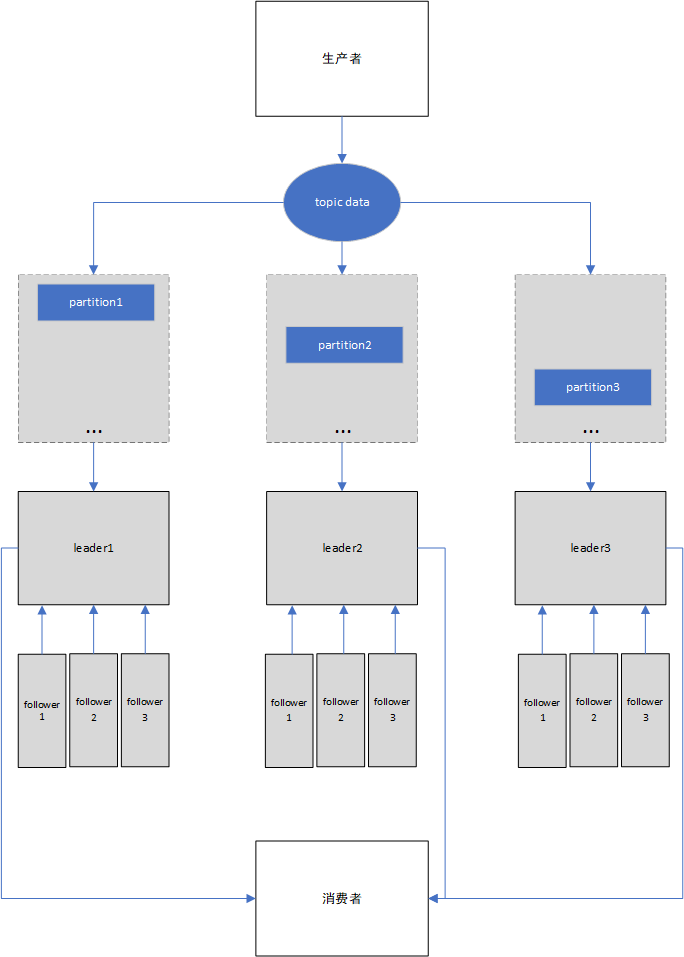 生产者
topic data
partition1
partition2
partition3
...
...
...
leader1
leader2
leader3
follower
1
follower
2
follower
3
follower
1
follower
2
follower
3
follower
1
follower
2
follower
3
消费者